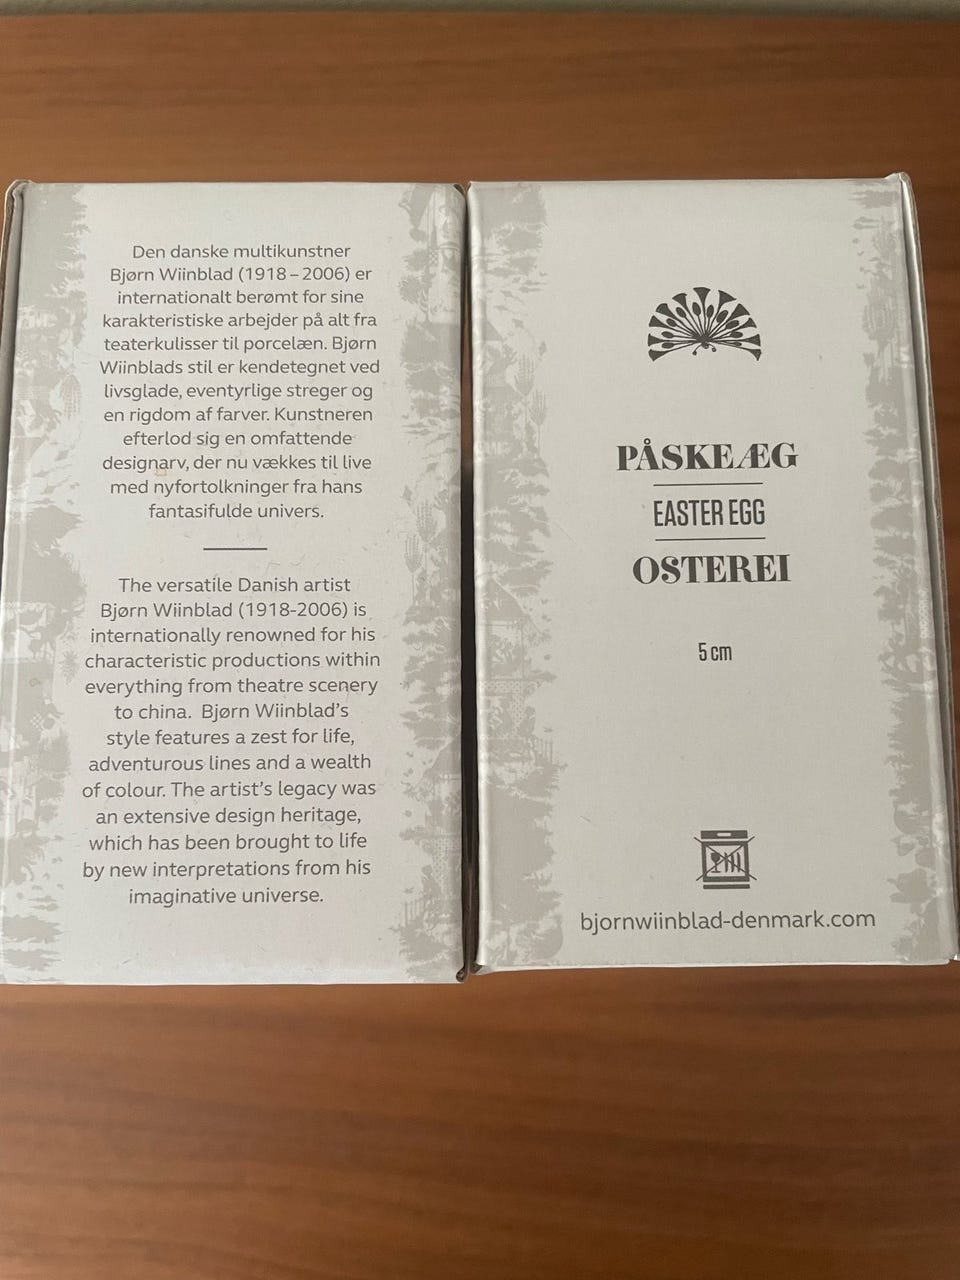 Den danske multikunstner
Bjørn Wiinblad (1918 – 2006) er
internationalt berømt for sine
karakteristiske arbejder på alt fra
teaterkulisser til porcelæn. Bjørn
Wiinblads stil er kendetegnet ved
livsglade, eventyrlige streger og
en rigdom af farver. Kunstneren
efterlod sig en omfattende
designarv, der nu vækkes til live
med nyfortolkninger fra hans
fantasifulde univers.
The versatile Danish artist
Bjørn Wiinblad (1918-2006) is
internationally renowned for his
characteristic productions within
everything from theatre scenery
to china. Bjørn Wiinblad’s
style features a zest for life,
adventurous lines and a wealth
of colour. The artist’s legacy was
an extensive design heritage,
which has been brought to life
by new interpretations from his
imaginative universe.
PÅSKEÆG
EASTER EGG
OSTEREI
5 cm
bjornwiinblad-denmark.com